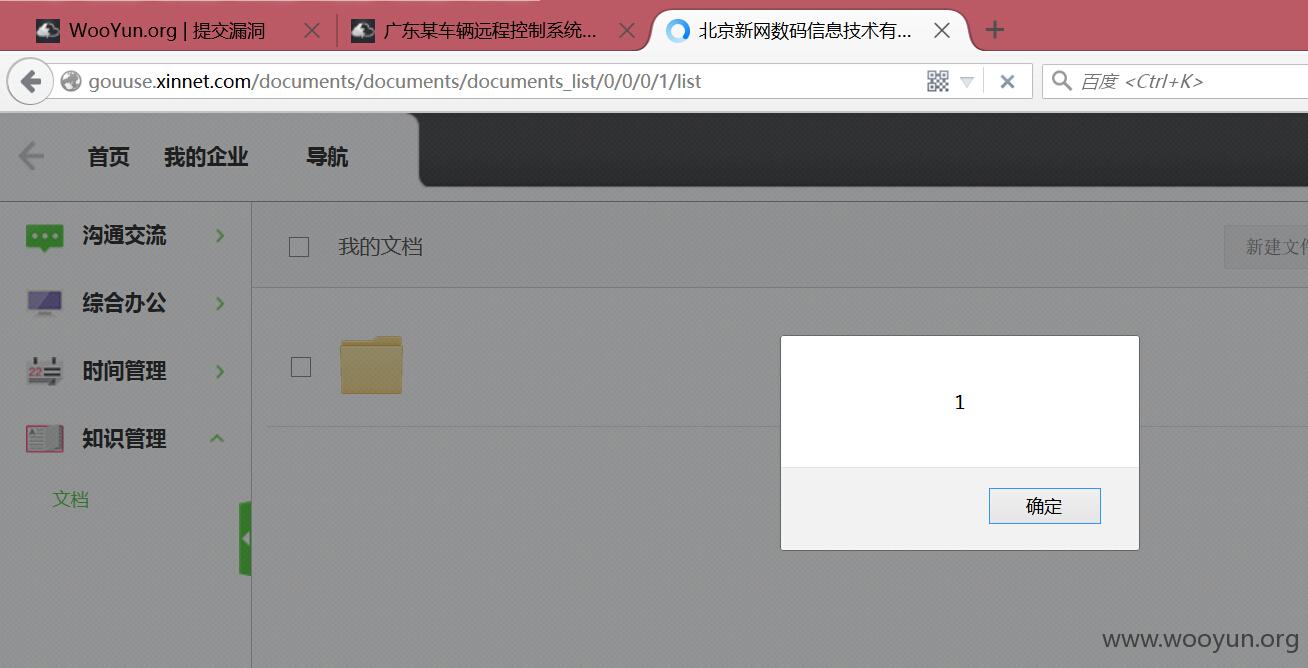 WooYun.org | 提交漏洞
广东某车辆远程控制系统...
北京新网数码信息技术有...
gouuse.xinnet.com/documents/documents/documents_list/0/0/0/1/list
百度 <Ctrl+K>
首页 我的企业 导航
沟通交流
我的文档
新建文件
综合办公
22
时间管理
1
知识管理
文档
确定
www.wooyun.org